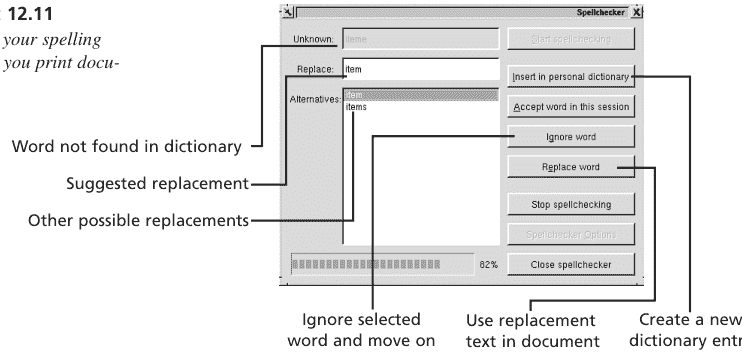 12.11
your spelling
you print docu-
Spellchecker
Unknown:
iteme
Start spellchecking
Replace:
item
Insert in personal dictionary
Alternatives:
item
items
Accept word in this session
Ignore word
Replace word
Stop spellchecking
Spellchecker Options
82%
Close spellchecker
Word not found in dictionary
Suggested replacement
Other possible replacements
Ignore selected
word and move on
Use replacement
text in document
Create a new
dictionary entr